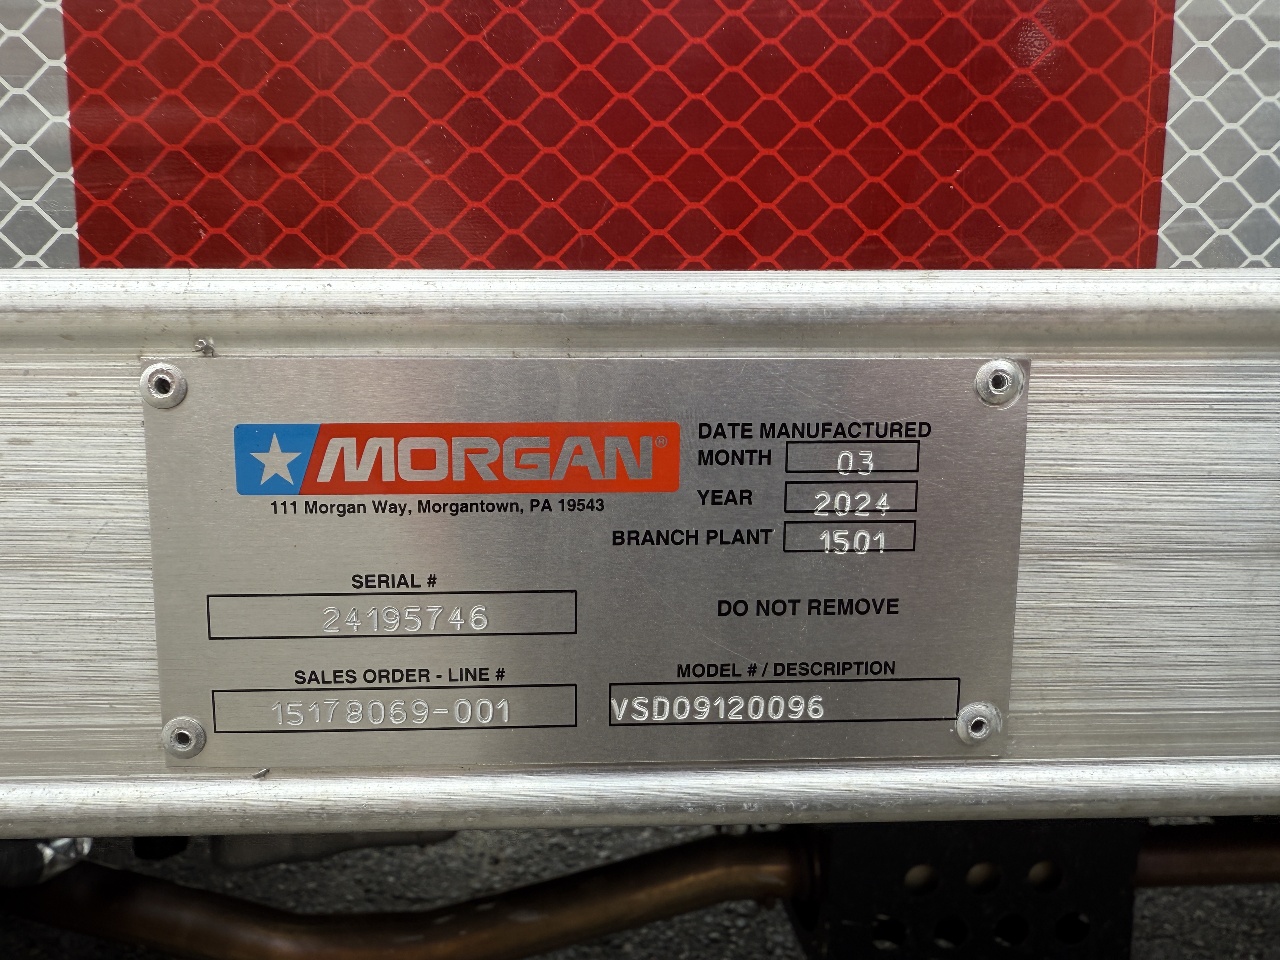 MORGAN®
111 Morgan Way, Morgantown, PA 19543
DATE MANUFACTURED
MONTH 03
YEAR 2024
BRANCH PLANT 1501
SERIAL #
24195746
DO NOT REMOVE
SALES ORDER - LINE #
15178069-001
MODEL # / DESCRIPTION
VSD09120096